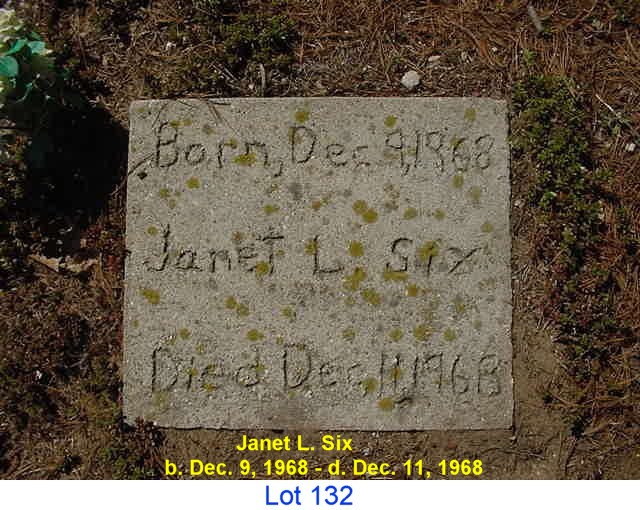 Born, Dec 9, 1968
Janet L. Six
Died Dec, 11, 1968
Janet L. Six
b. Dec. 9, 1968 - d. Dec. 11, 1968
Lot 132